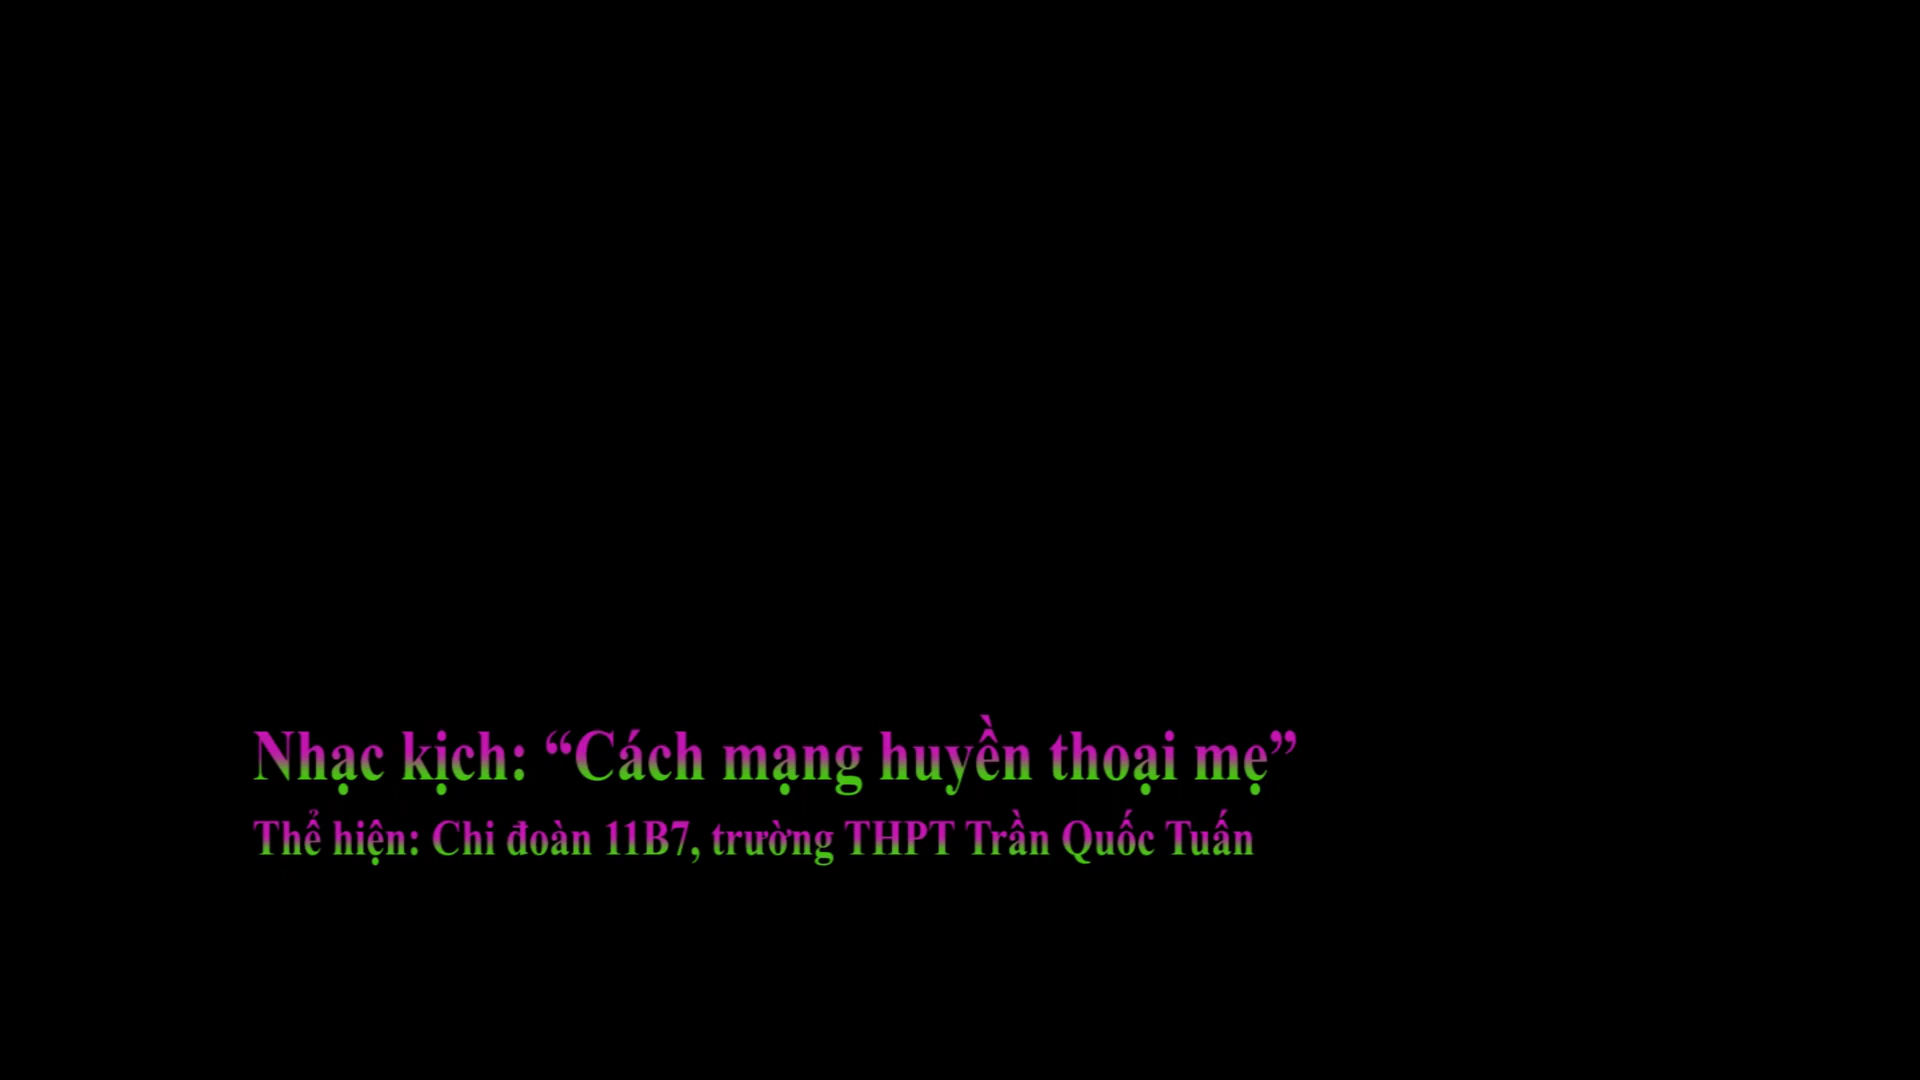 Nhạc kịch: “Cách mạng huyền thoại mẹ”
Thể hiện: Chi đoàn 11B7, trường THPT Trần Quốc Tuấn